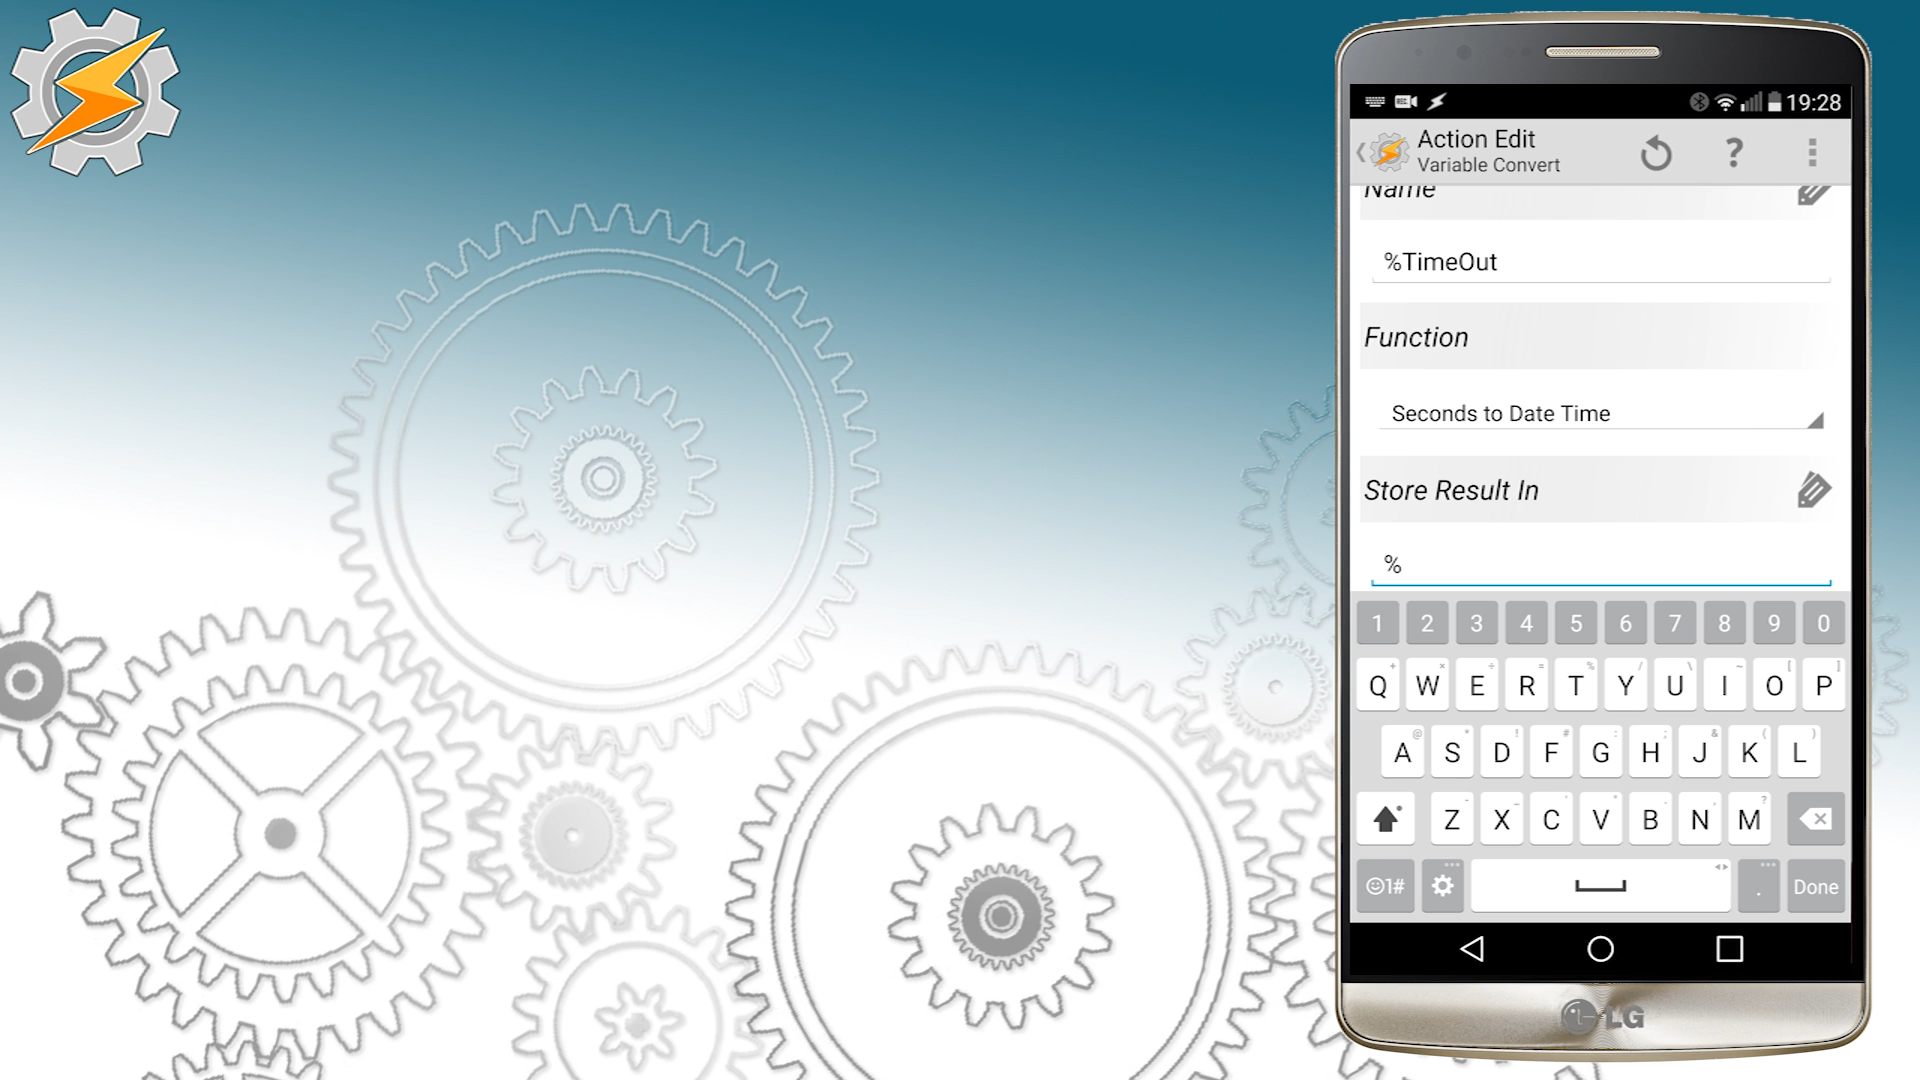 19:28
Action Edit
Variable Convert
Name
%TimeOut
Function
Seconds to Date Time
Store Result In
%
1 2 3 4 5 6 7 8 9 0
Q W E R T Y U I O P
A S D F G H J K L
Z X C V B N M
1# . Done
LG